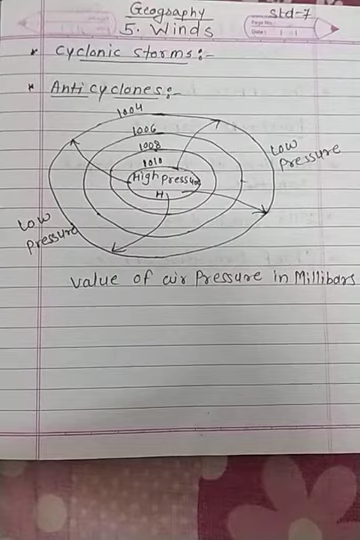 Geography
Std-7
5. Winds
Page No.:
Date:
* Cyclonic storms:-
* Anti cyclones:-
1004
1006
1008
1010
High pressure
H
Low
pressure
Low
pressure
value of air pressure in Millibars